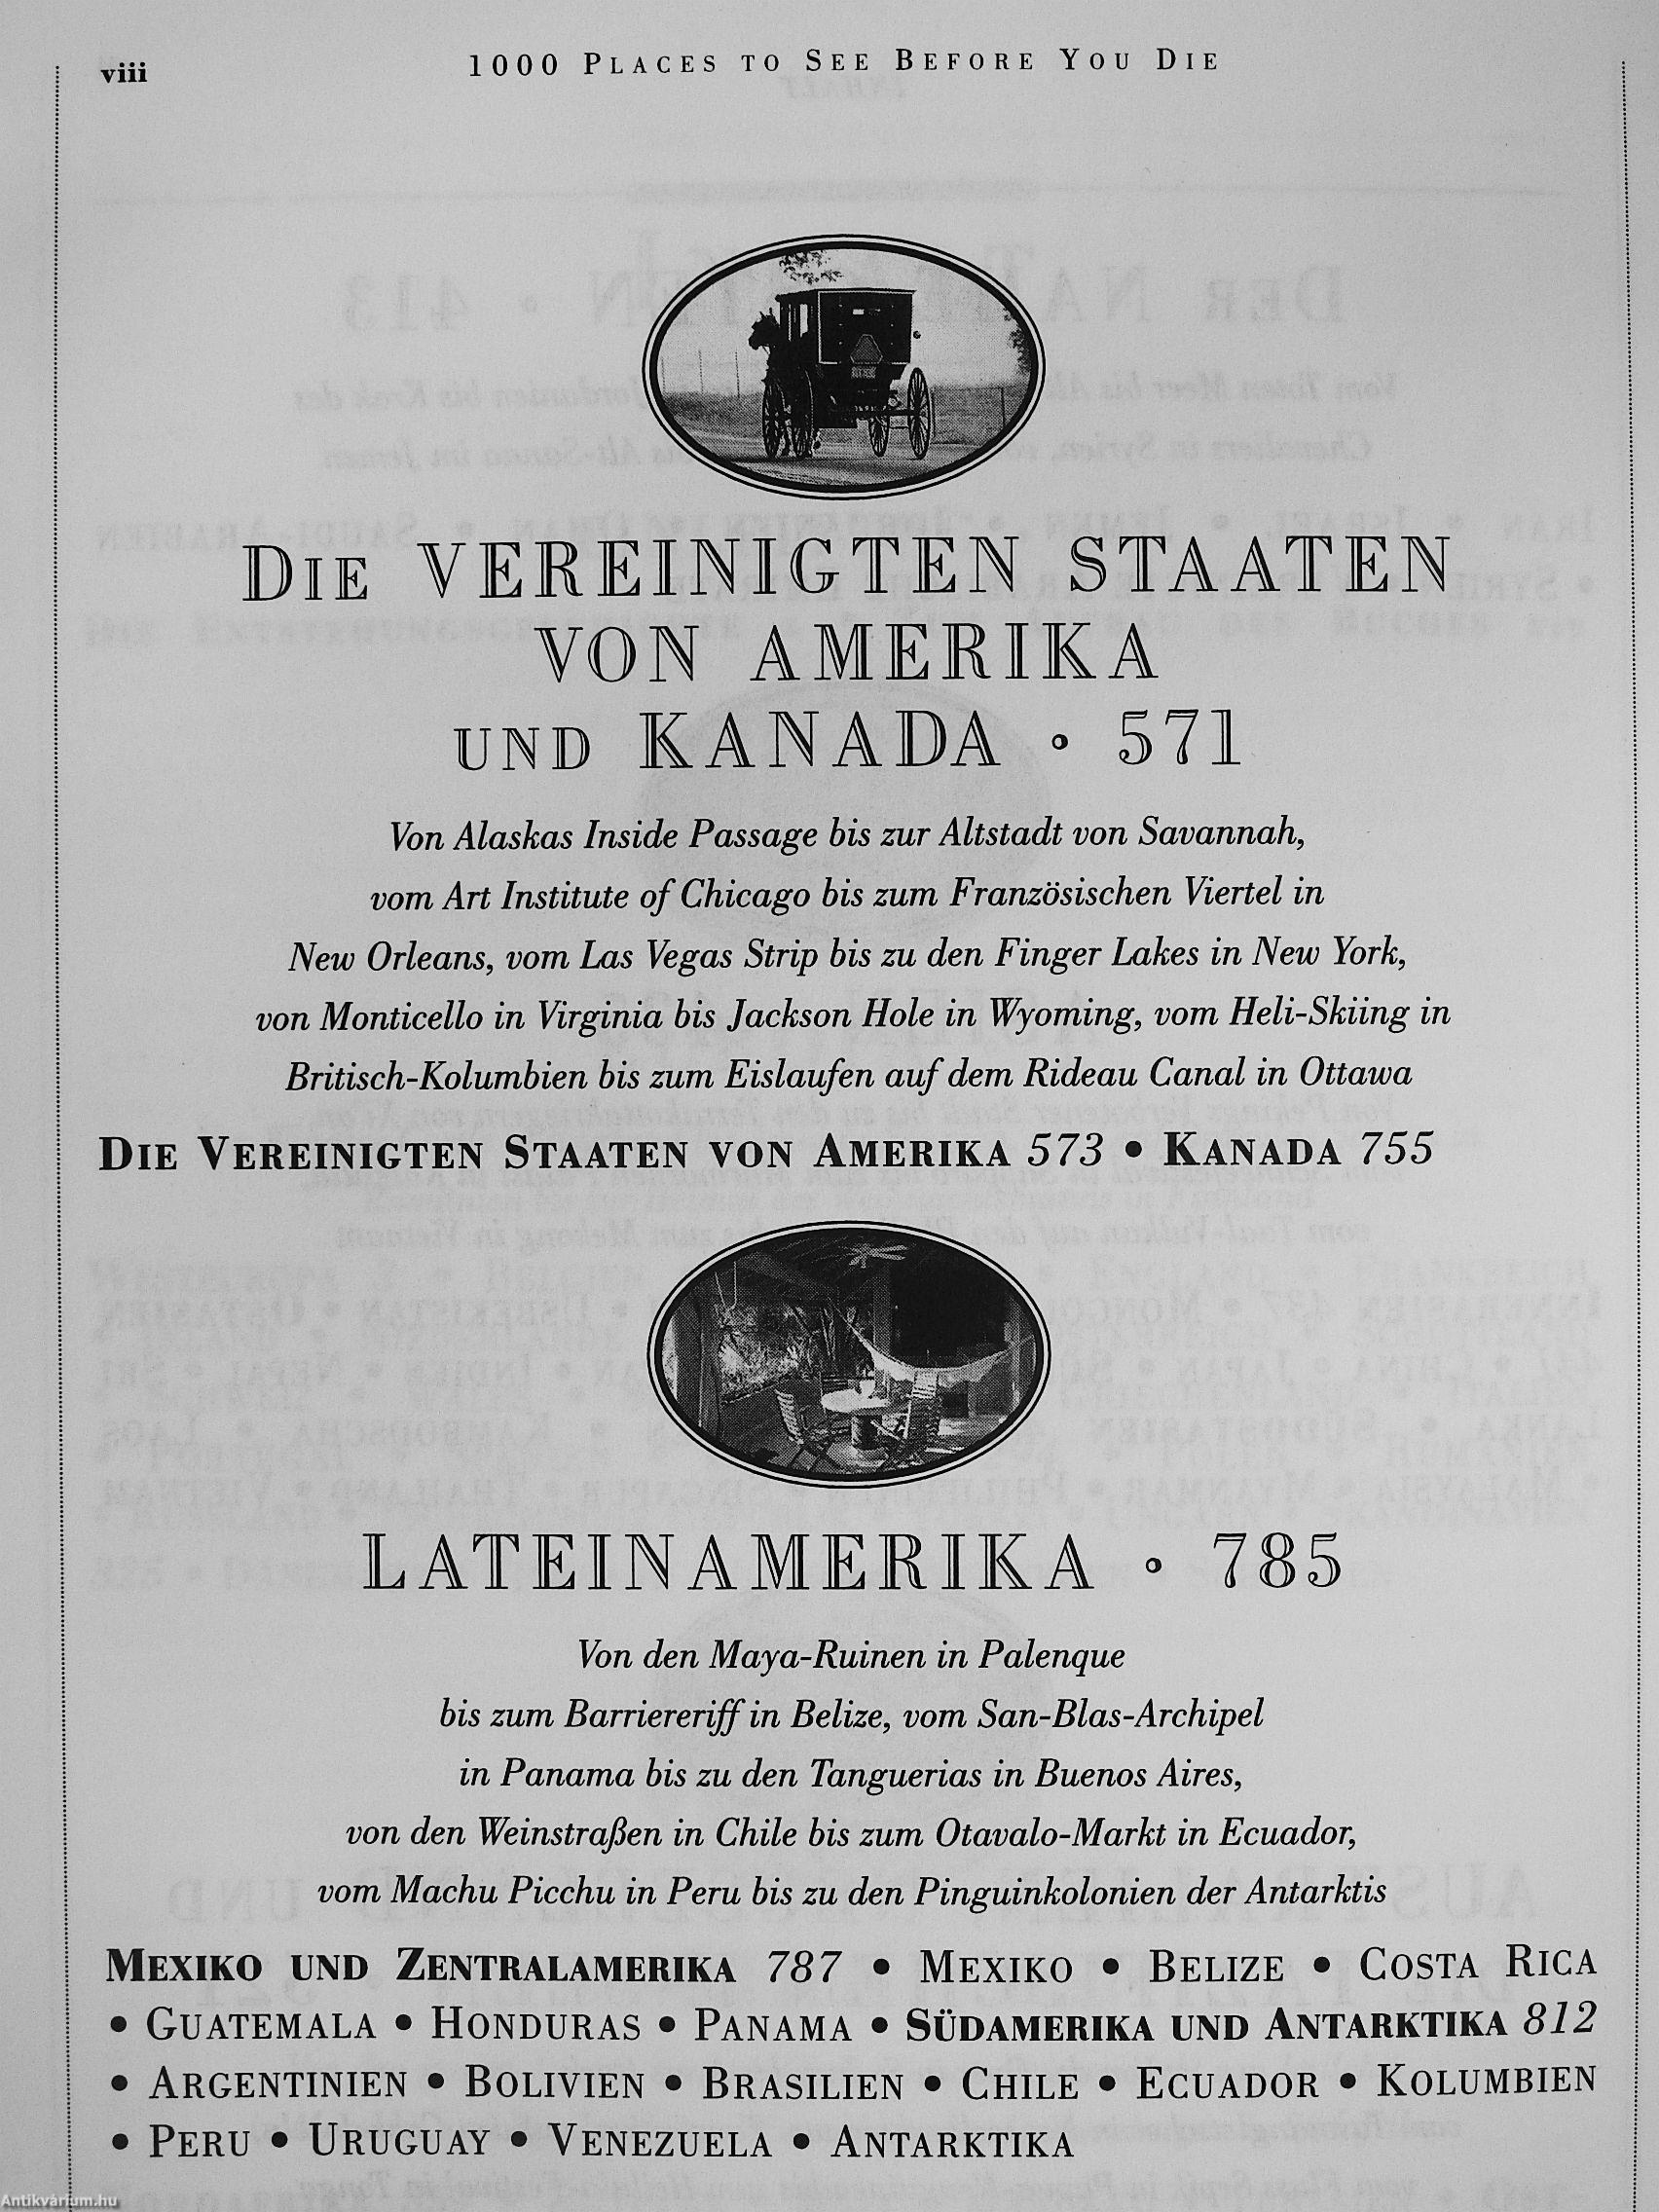 viii
1000 Places to See Before You Die
Die Vereinigten Staaten
von Amerika
und Kanada • 571
Von Alaskas Inside Passage bis zur Altstadt von Savannah,
vom Art Institute of Chicago bis zum Französischen Viertel in
New Orleans, vom Las Vegas Strip bis zu den Finger Lakes in New York,
von Monticello in Virginia bis Jackson Hole in Wyoming, vom Heli-Skiing in
Britisch-Kolumbien bis zum Eislaufen auf dem Rideau Canal in Ottawa
Die Vereinigten Staaten von Amerika 573 • Kanada 755
Lateinamerika • 785
Von den Maya-Ruinen in Palenque
bis zum Barriereriff in Belize, vom San-Blas-Archipel
in Panama bis zu den Tanguerias in Buenos Aires,
von den Weinstraßen in Chile bis zum Otavalo-Markt in Ecuador,
vom Machu Picchu in Peru bis zu den Pinguinkolonien der Antarktis
Mexiko und Zentralamerika 787 • Mexiko • Belize • Costa Rica
• Guatemala • Honduras • Panama • Südamerika und Antarktika 812
• Argentinien • Bolivien • Brasilien • Chile • Ecuador • Kolumbien
• Peru • Uruguay • Venezuela • Antarktika
Antikvárium.hu